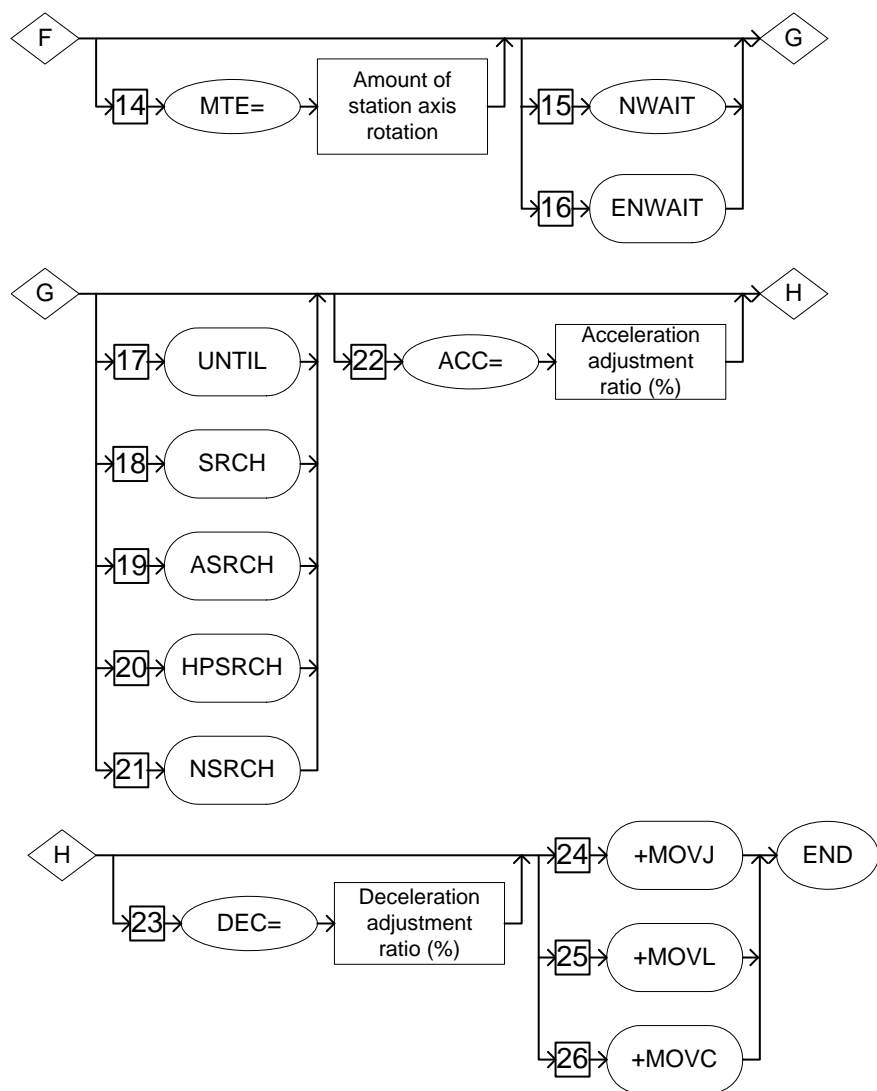 F
G
14
MTE=
Amount of
station axis
rotation
15
NWAIT
16
ENWAIT
G
H
17
UNTIL
22
ACC=
Acceleration
adjustment
ratio (%)
18
SRCH
19
ASRCH
20
HPSRCH
21
NSRCH
H
23
DEC=
Deceleration
adjustment
ratio (%)
24
+MOVJ
END
25
+MOVL
26
+MOVC